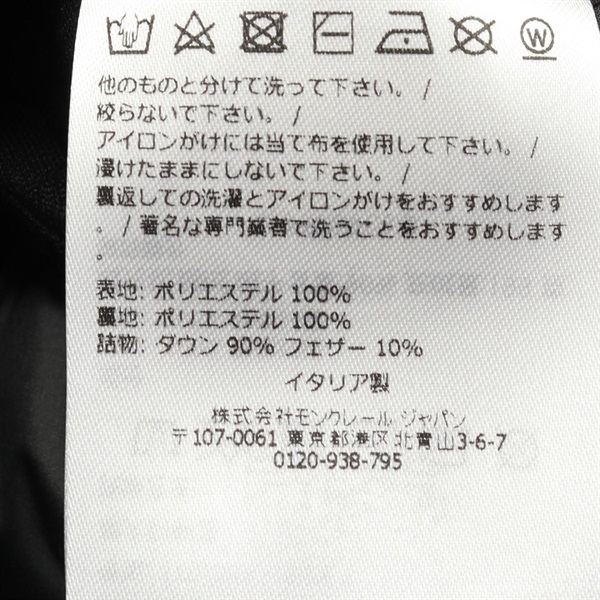 W
他のものと分けて洗って下さい。 /
絞らないで下さい。 /
アイロンがけには当て布を使用して下さい。 /
浸けたままにしないで下さい。 /
裏返しての洗濯とアイロンがけをおすすめします
。 / 著名な専門業者で洗うことをおすすめします
。
表地: ポリエステル 100%
裏地: ポリエステル 100%
詰物: ダウン 90% フェザー 10%
イタリア製
株式会社モンクレール ジャパン
〒107-0061 東京都港区北青山3-6-7
0120-938-795